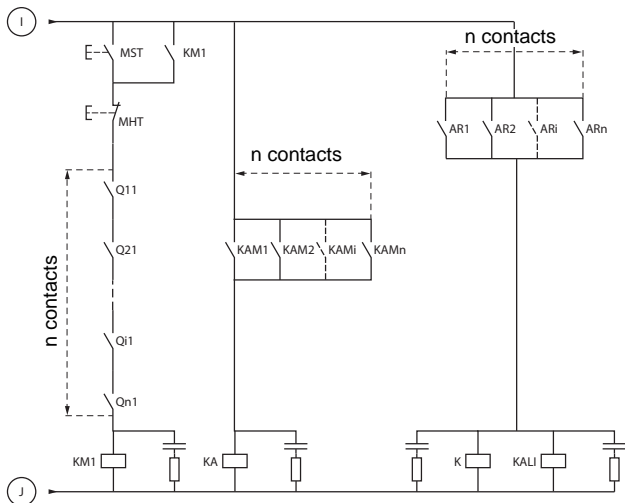 I
MST
KM1
MHT
n contacts
AR1
AR2
ARi
ARn
n contacts
Q11
Q21
Qi1
Qn1
n contacts
KAM1
KAM2
KAMi
KAMn
KM1
KA
K
KALI
J